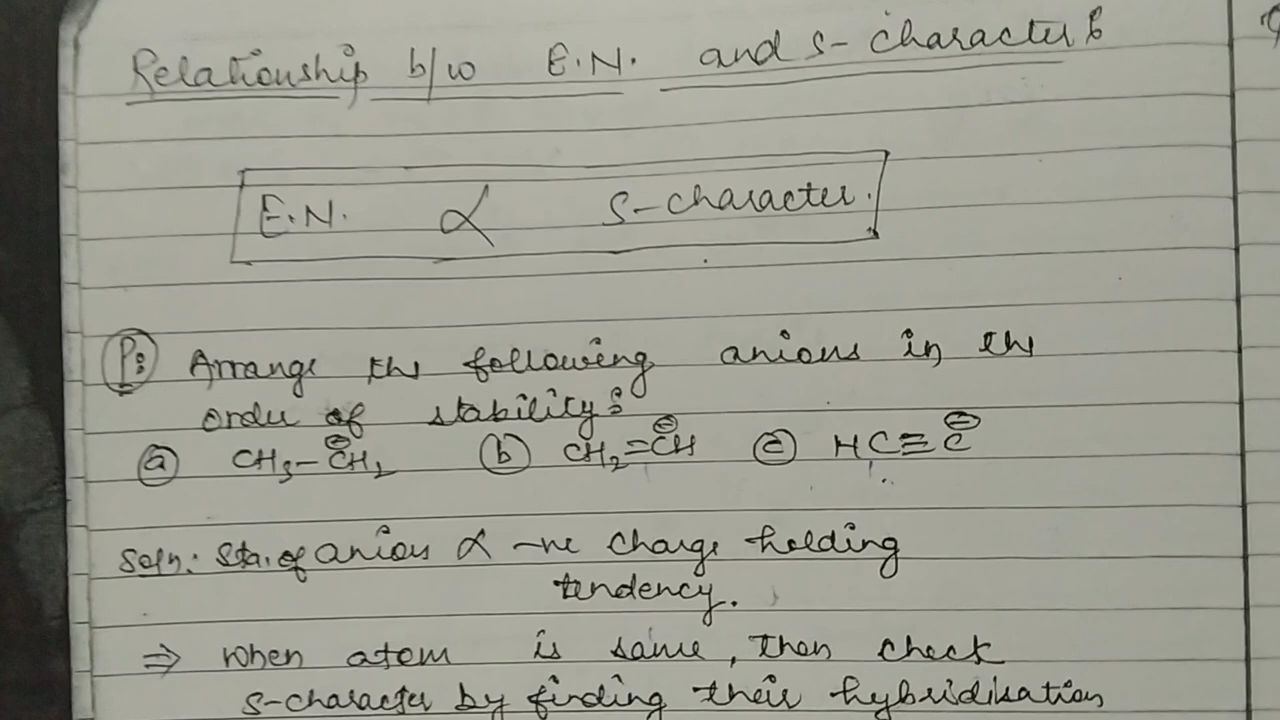 Relationship b/w E.N. and s-character :
E.N. ∝ s-character.
P: Arrange the following anions in the
order of stability :
(a) CH3-C⊖H2 (b) CH2=C⊖H (c) HC≡C⊖
Soln: Sta. of anion ∝ -ve charge holding
tendency.
⇒ When atom is same, then check
s-character by finding their hybridisation